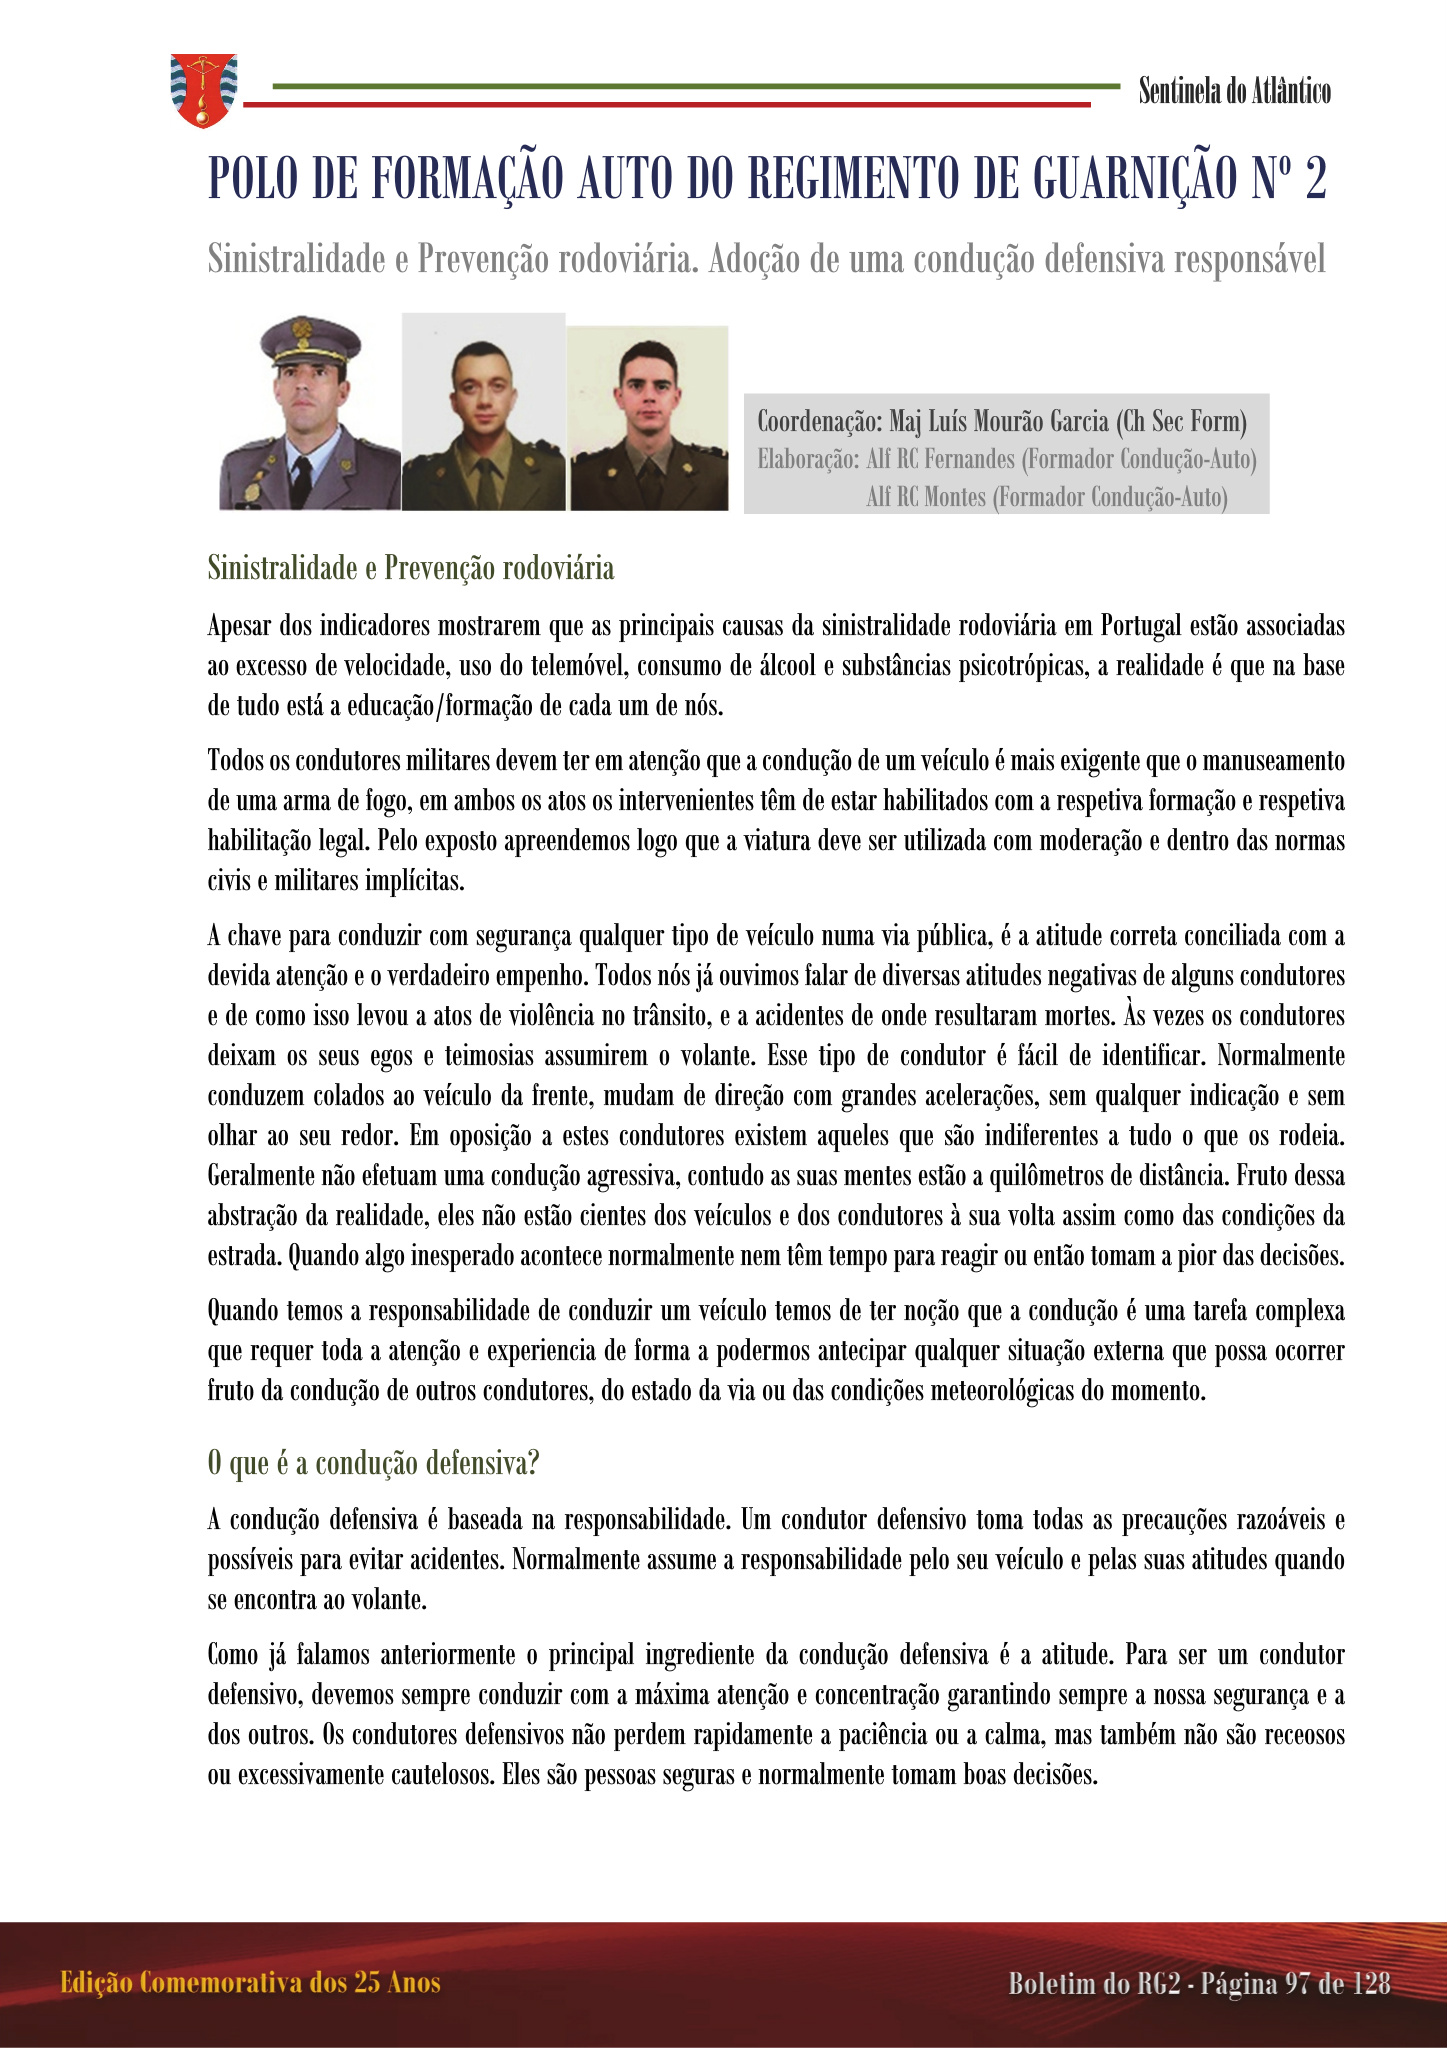 Sentinela do Atlântico
POLO DE FORMAÇÃO AUTO DO REGIMENTO DE GUARNIÇÃO Nº 2
Sinistralidade e Prevenção rodoviária. Adoção de uma condução defensiva responsável
Coordenação: Maj Luís Mourão Garcia (Ch Sec Form)
Elaboração: Alf RC Fernandes (Formador Condução-Auto)
Alf RC Montes (Formador Condução-Auto)
Sinistralidade e Prevenção rodoviária
Apesar dos indicadores mostrarem que as principais causas da sinistralidade rodoviária em Portugal estão associadas
ao excesso de velocidade, uso do telemóvel, consumo de álcool e substâncias psicotrópicas, a realidade é que na base
de tudo está a educação/formação de cada um de nós.
Todos os condutores militares devem ter em atenção que a condução de um veículo é mais exigente que o manuseamento
de uma arma de fogo, em ambos os atos os intervenientes têm de estar habilitados com a respetiva formação e respetiva
habilitação legal. Pelo exposto apreendemos logo que a viatura deve ser utilizada com moderação e dentro das normas
civis e militares implícitas.
A chave para conduzir com segurança qualquer tipo de veículo numa via pública, é a atitude correta conciliada com a
devida atenção e o verdadeiro empenho. Todos nós já ouvimos falar de diversas atitudes negativas de alguns condutores
e de como isso levou a atos de violência no trânsito, e a acidentes de onde resultaram mortes. Às vezes os condutores
deixam os seus egos e teimosias assumirem o volante. Esse tipo de condutor é fácil de identificar. Normalmente
conduzem colados ao veículo da frente, mudam de direção com grandes acelerações, sem qualquer indicação e sem
olhar ao seu redor. Em oposição a estes condutores existem aqueles que são indiferentes a tudo o que os rodeia.
Geralmente não efetuam uma condução agressiva, contudo as suas mentes estão a quilômetros de distância. Fruto dessa
abstração da realidade, eles não estão cientes dos veículos e dos condutores à sua volta assim como das condições da
estrada. Quando algo inesperado acontece normalmente nem têm tempo para reagir ou então tomam a pior das decisões.
Quando temos a responsabilidade de conduzir um veículo temos de ter noção que a condução é uma tarefa complexa
que requer toda a atenção e experiencia de forma a podermos antecipar qualquer situação externa que possa ocorrer
fruto da condução de outros condutores, do estado da via ou das condições meteorológicas do momento.
O que é a condução defensiva?
A condução defensiva é baseada na responsabilidade. Um condutor defensivo toma todas as precauções razoáveis e
possíveis para evitar acidentes. Normalmente assume a responsabilidade pelo seu veículo e pelas suas atitudes quando
se encontra ao volante.
Como já falamos anteriormente o principal ingrediente da condução defensiva é a atitude. Para ser um condutor
defensivo, devemos sempre conduzir com a máxima atenção e concentração garantindo sempre a nossa segurança e a
dos outros. Os condutores defensivos não perdem rapidamente a paciência ou a calma, mas também não são receosos
ou excessivamente cautelosos. Eles são pessoas seguras e normalmente tomam boas decisões.
Edição Comemorativa dos 25 Anos
Boletim do RG2 - Página 97 de 128